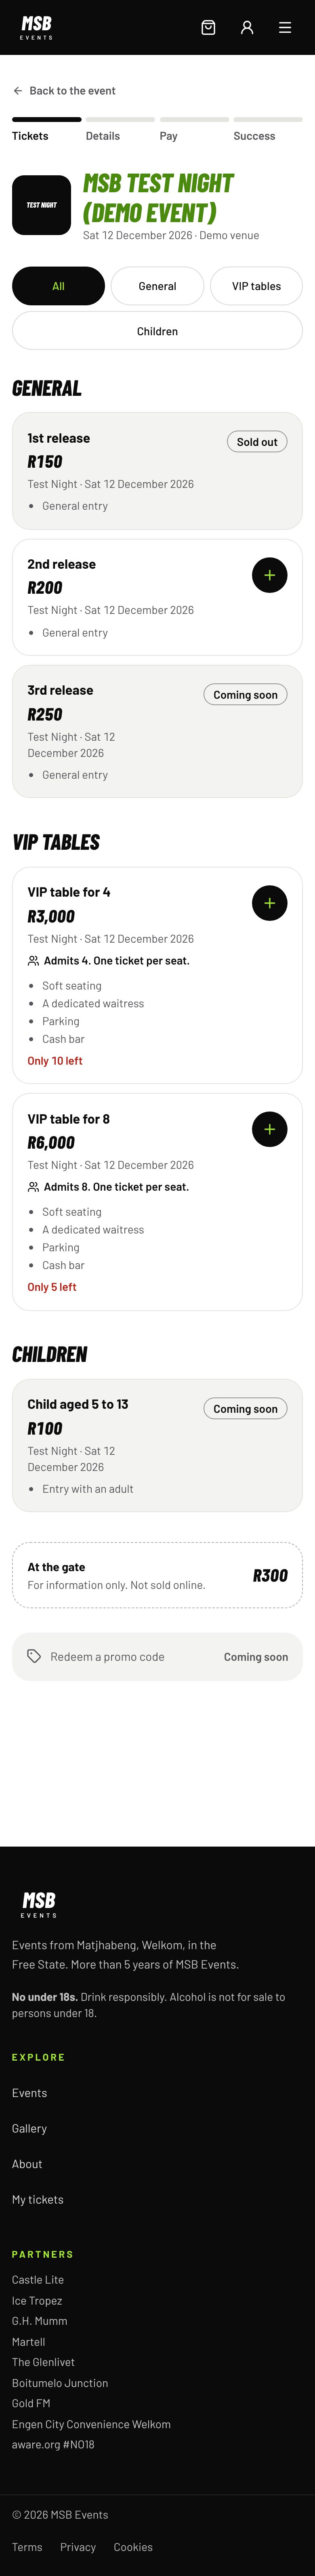 MSB
EVENTS
Back to the event
Tickets
Details
Pay
Success
TEST NIGHT
MSB TEST NIGHT
(DEMO EVENT)
Sat 12 December 2026 · Demo venue
All
General
VIP tables
Children
GENERAL
1st release
Sold out
R150
Test Night · Sat 12 December 2026
• General entry
2nd release
R200
Test Night · Sat 12 December 2026
• General entry
3rd release
Coming soon
R250
Test Night · Sat 12
December 2026
• General entry
VIP TABLES
VIP table for 4
R3,000
Test Night · Sat 12 December 2026
Admits 4. One ticket per seat.
• Soft seating
• A dedicated waitress
• Parking
• Cash bar
Only 10 left
VIP table for 8
R6,000
Test Night · Sat 12 December 2026
Admits 8. One ticket per seat.
• Soft seating
• A dedicated waitress
• Parking
• Cash bar
Only 5 left
CHILDREN
Child aged 5 to 13
Coming soon
R100
Test Night · Sat 12
December 2026
• Entry with an adult
At the gate
For information only. Not sold online.
R300
Redeem a promo code
Coming soon
MSB
EVENTS
Events from Matjhabeng, Welkom, in the
Free State. More than 5 years of MSB Events.
No under 18s. Drink responsibly. Alcohol is not for sale to
persons under 18.
EXPLORE
Events
Gallery
About
My tickets
PARTNERS
Castle Lite
Ice Tropez
G.H. Mumm
Martell
The Glenlivet
Boitumelo Junction
Gold FM
Engen City Convenience Welkom
aware.org #NO18
© 2026 MSB Events
Terms
Privacy
Cookies